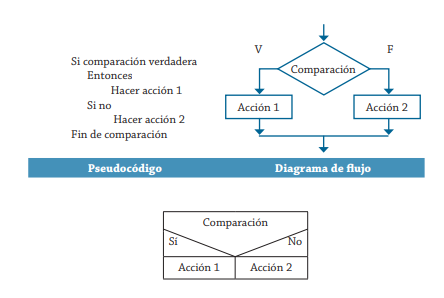 Si comparación verdadera
Entonces
Hacer acción 1
Si no
Hacer acción 2
Fin de comparación
V
F
Comparación
Acción 1
Acción 2
Pseudocódigo
Diagrama de flujo
Comparación
Sí
No
Acción 1
Acción 2